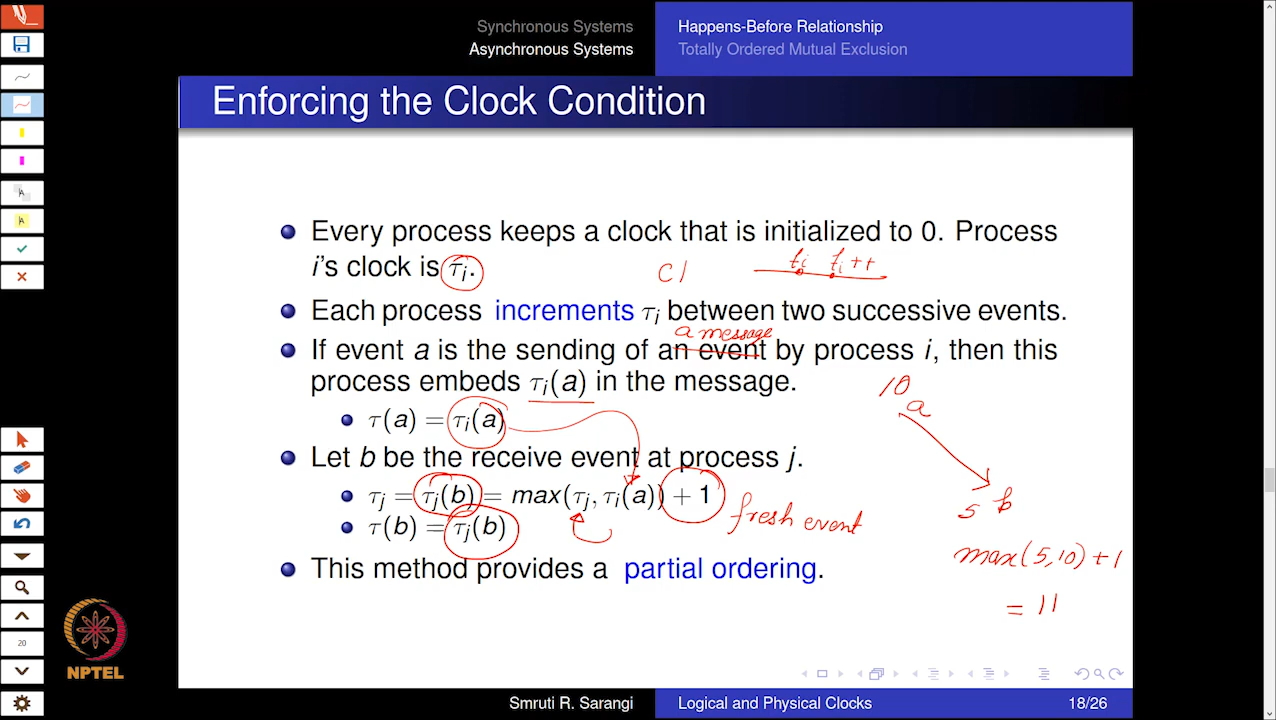 Synchronous Systems
Asynchronous Systems
Happens-Before Relationship
Totally Ordered Mutual Exclusion
Enforcing the Clock Condition
Every process keeps a clock that is initialized to 0. Process
i's clock is τi.
c1
ti ti++
Each process increments τi between two successive events.
a message
If event a is the sending of an event by process i, then this
process embeds τi(a) in the message.
10
a
τ(a) = τi(a)
Let b be the receive event at process j.
τj = τj(b) = max(τj, τi(a)) + 1
fresh event
5 b
τ(b) = τj(b)
max(5,10)+1
= 11
This method provides a partial ordering.
20
NPTEL
Smruti R. Sarangi
Logical and Physical Clocks
18/26